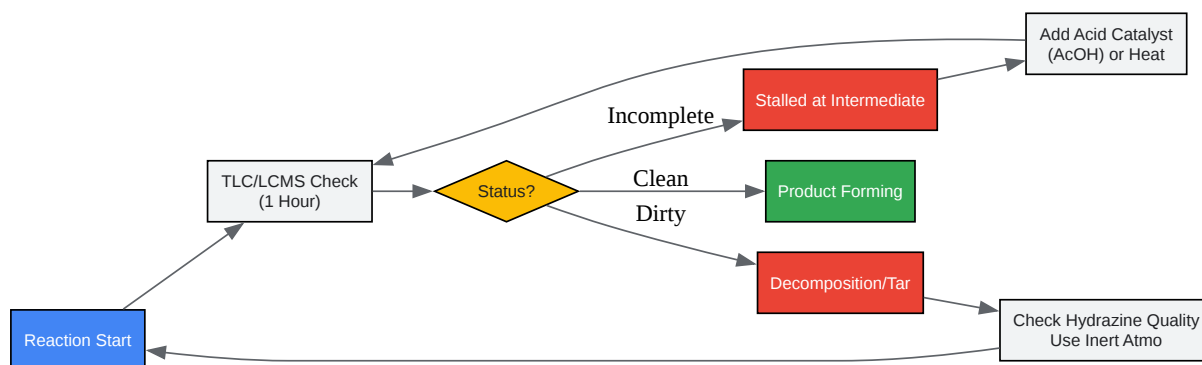 Add Acid Catalyst
(AcOH) or Heat
Stalled at Intermediate
Incomplete
TLC/LCMS Check
(1 Hour)
Status?
Clean
Product Forming
Dirty
Decomposition/Tar
Reaction Start
Check Hydrazine Quality
Use Inert Atmo